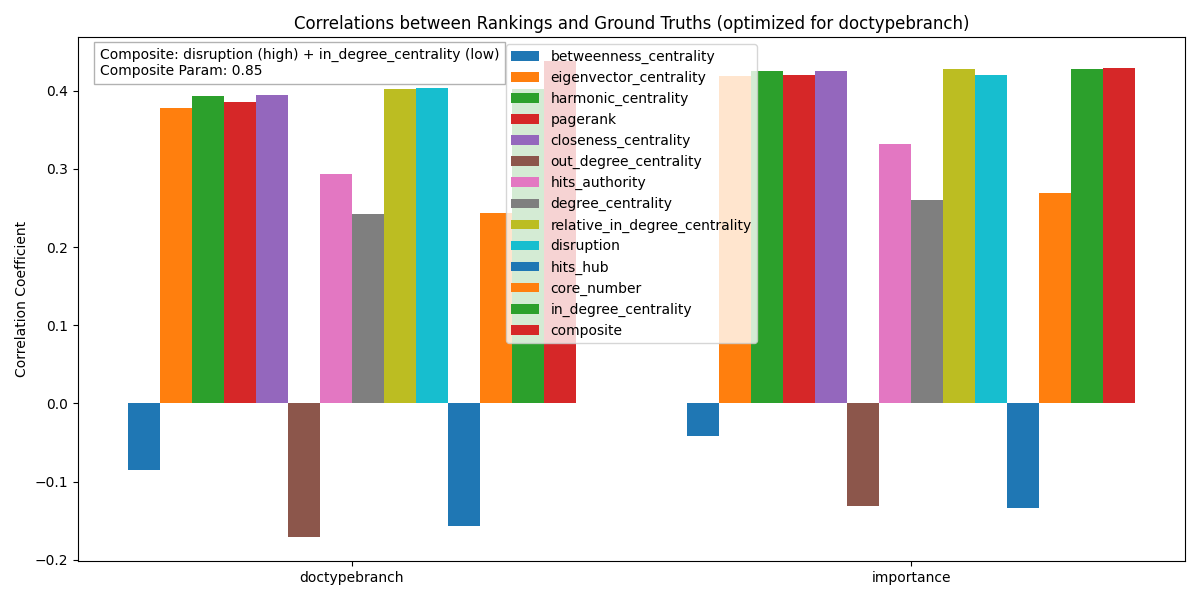 Correlations between Rankings and Ground Truths (optimized for doctypebranch)
Composite: disruption (high) + in_degree_centrality (low)
Composite Param: 0.85
betweenness_centrality
eigenvector_centrality
harmonic_centrality
pagerank
closeness_centrality
out_degree_centrality
hits_authority
degree_centrality
relative_in_degree_centrality
disruption
hits_hub
core_number
in_degree_centrality
composite
Correlation Coefficient
0.4
0.3
0.2
0.1
0.0
−0.1
−0.2
doctypebranch
importance